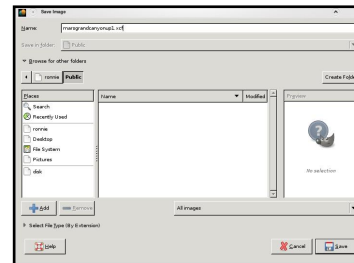 Save Image
Name: marsgrandcanyonup1.xcf
Save in folder: Public
Browse for other folders
ronnie Public Create Folde
Places Name Modified Preview
Search
Recently Used
ronnie
Desktop
File System
Pictures
disk
No selection
Add Remove All images
Select File Type (By Extension)
Help Cancel Save